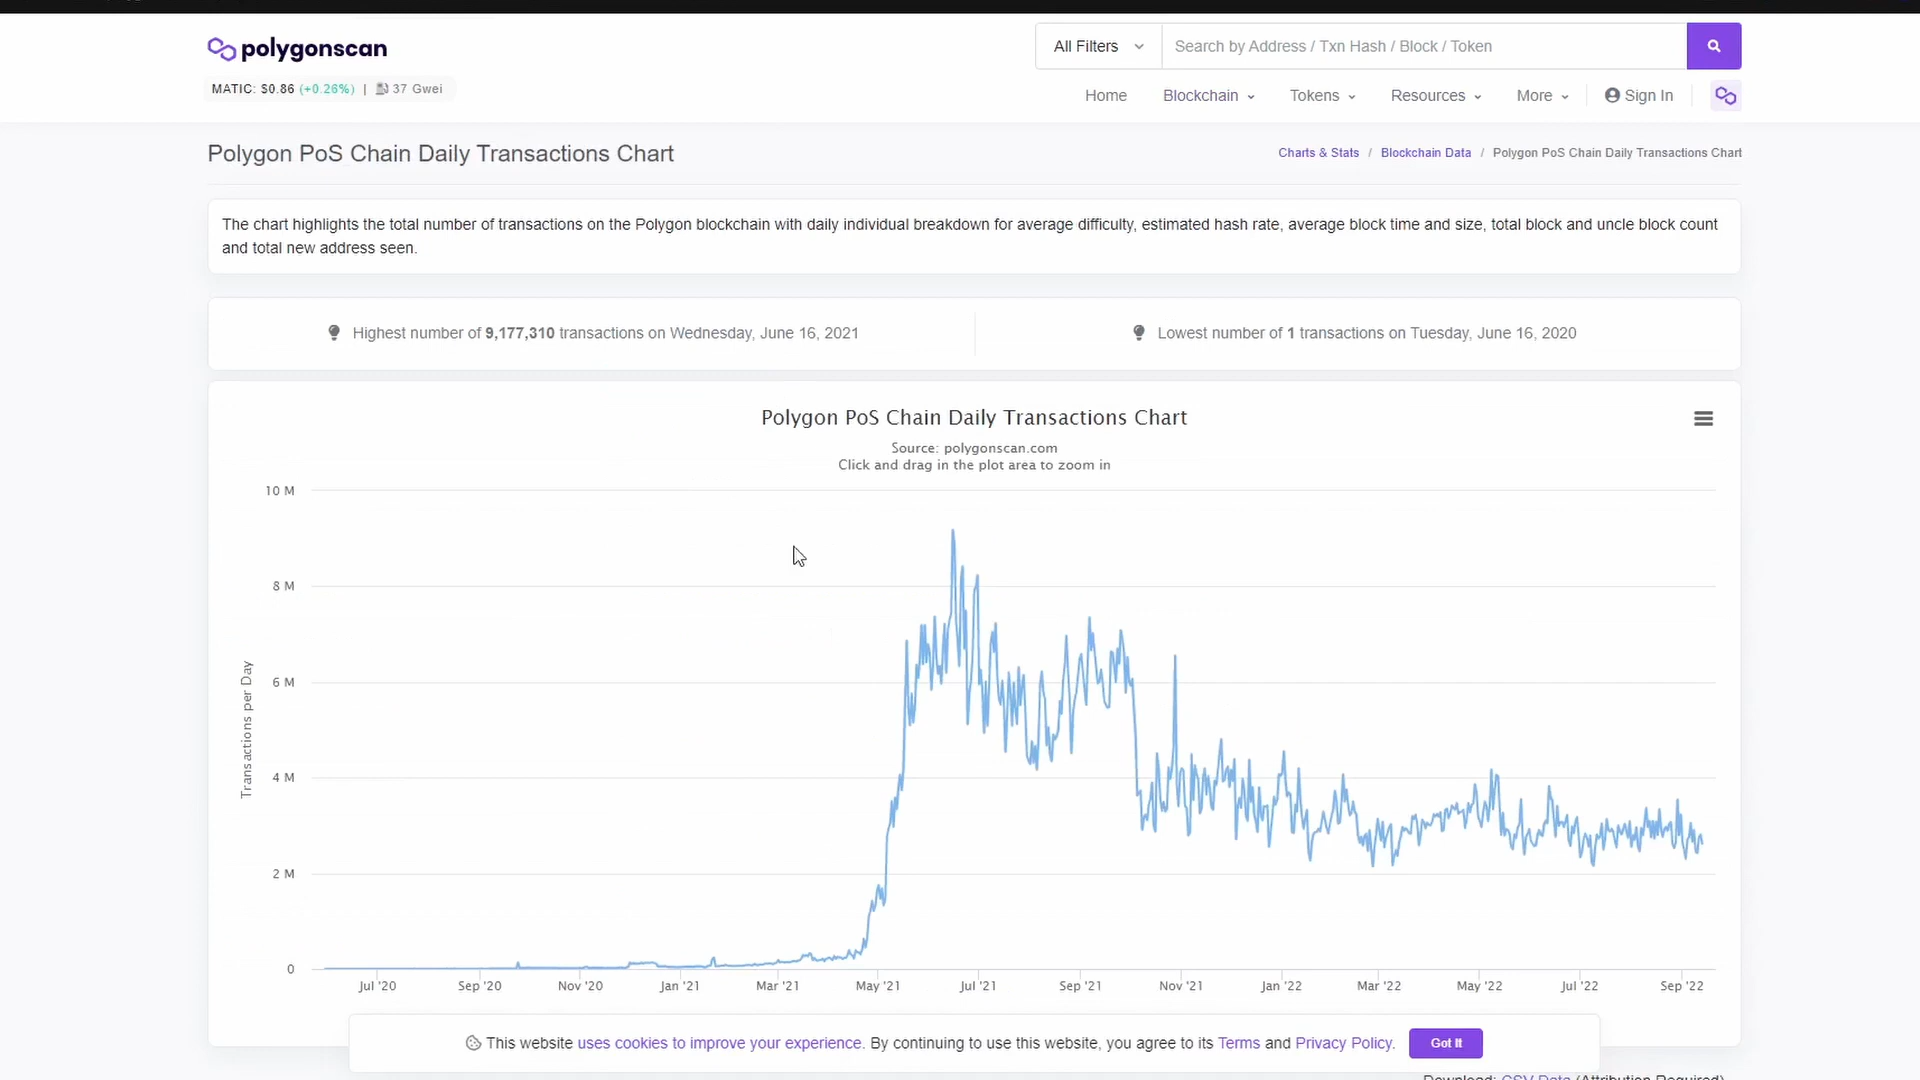 polygonscan
All Filters
Search by Address / Txn Hash / Block / Token
MATIC: $0.86 (+0.26%) | 37 Gwei
Home
Blockchain
Tokens
Resources
More
Sign In
Polygon PoS Chain Daily Transactions Chart
Charts & Stats / Blockchain Data / Polygon PoS Chain Daily Transactions Chart
The chart highlights the total number of transactions on the Polygon blockchain with daily individual breakdown for average difficulty, estimated hash rate, average block time and size, total block and uncle block count
and total new address seen.
Highest number of 9,177,310 transactions on Wednesday, June 16, 2021
Lowest number of 1 transactions on Tuesday, June 16, 2020
Polygon PoS Chain Daily Transactions Chart
Source: polygonscan.com
Click and drag in the plot area to zoom in
Transactions per Day
10 M
8 M
6 M
4 M
2 M
0
Jul '20
Sep '20
Nov '20
Jan '21
Mar '21
May '21
Jul '21
Sep '21
Nov '21
Jan '22
Mar '22
May '22
Jul '22
Sep '22
This website uses cookies to improve your experience. By continuing to use this website, you agree to its Terms and Privacy Policy.
Got It
Download: CSV Data (Attribution Required)